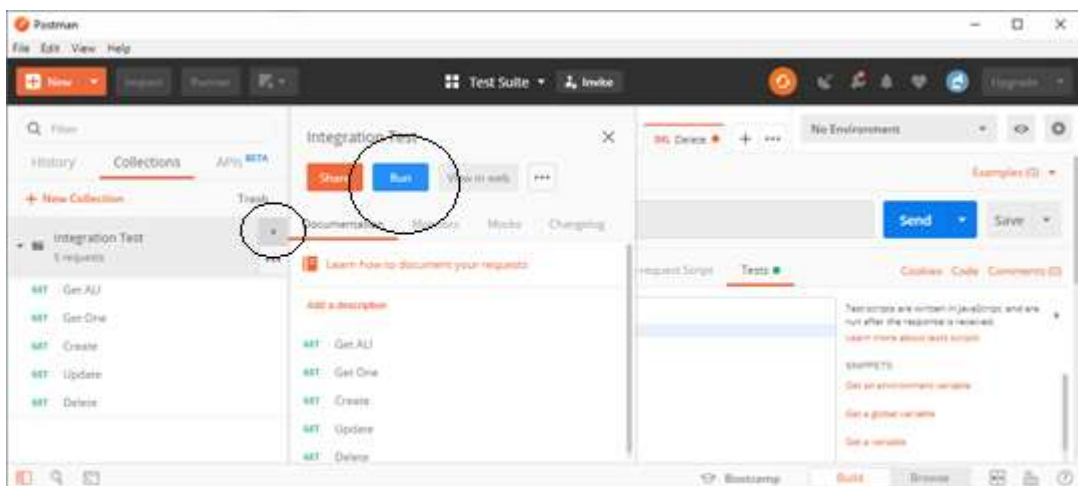 Postman
File Edit View Help
New Import Runner Test Suite Invite Upgrade
Filter
History Collections APIs BETA
+ New Collection Trash
Integration Test
5 requests
GET Get ALl
GET Get One
GET Create
GET Update
GET Delete
Integration Test
Share Run View in web
Documentation Monitors Mocks Changelog
Learn how to document your requests
Add a description
GET Get ALl
GET Get One
GET Create
GET Update
GET Delete
Delete
No Environment
Examples (0)
Send Save
request Script Tests Cookies Code Comments (0)
Test scripts are written in JavaScript, and are
run after the response is received.
Learn more about tests scripts
SNIPPETS
Get an environment variable
Get a global variable
Get a variable
Bootcamp Build Browse